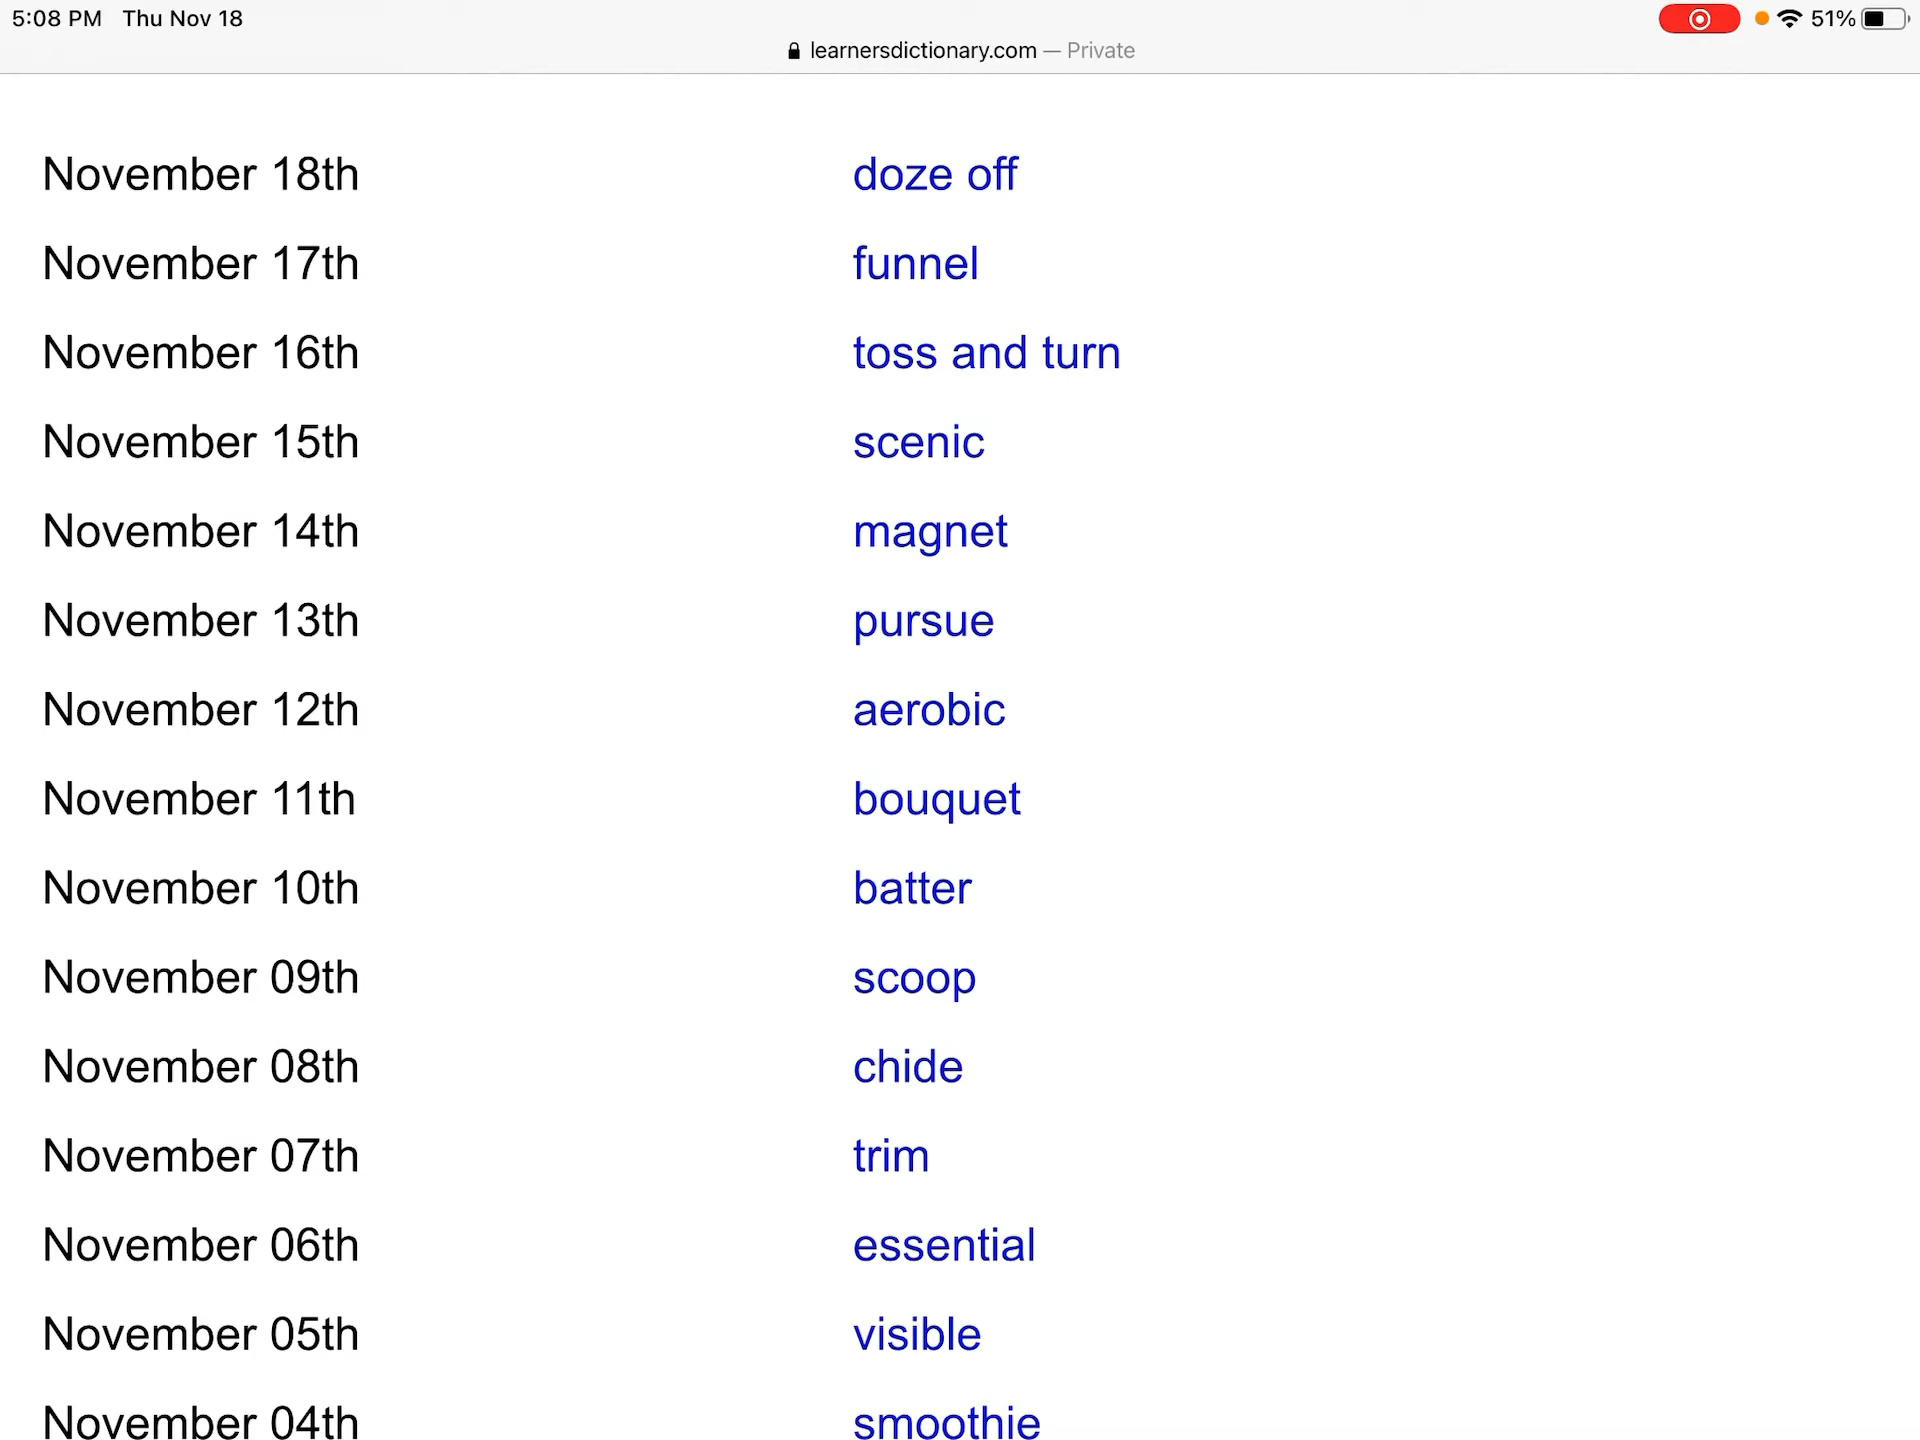 5:08 PM Thu Nov 18 51%
learnersdictionary.com — Private
November 18th doze off
November 17th funnel
November 16th toss and turn
November 15th scenic
November 14th magnet
November 13th pursue
November 12th aerobic
November 11th bouquet
November 10th batter
November 09th scoop
November 08th chide
November 07th trim
November 06th essential
November 05th visible
November 04th smoothie